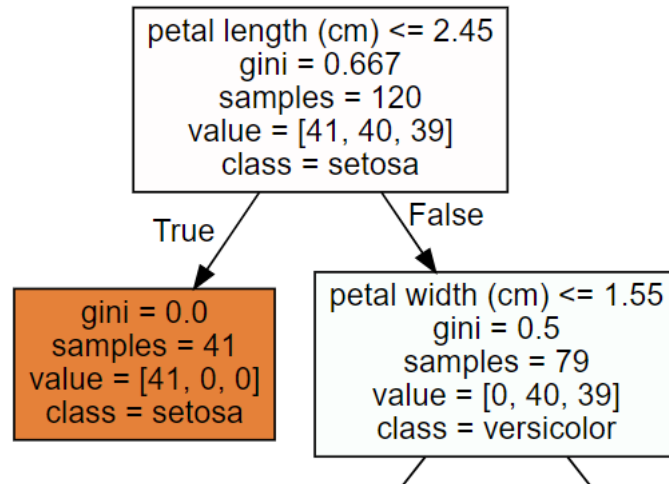 petal length (cm) <= 2.45
gini = 0.667
samples = 120
value = [41, 40, 39]
class = setosa
True
False
gini = 0.0
samples = 41
value = [41, 0, 0]
class = setosa
petal width (cm) <= 1.55
gini = 0.5
samples = 79
value = [0, 40, 39]
class = versicolor